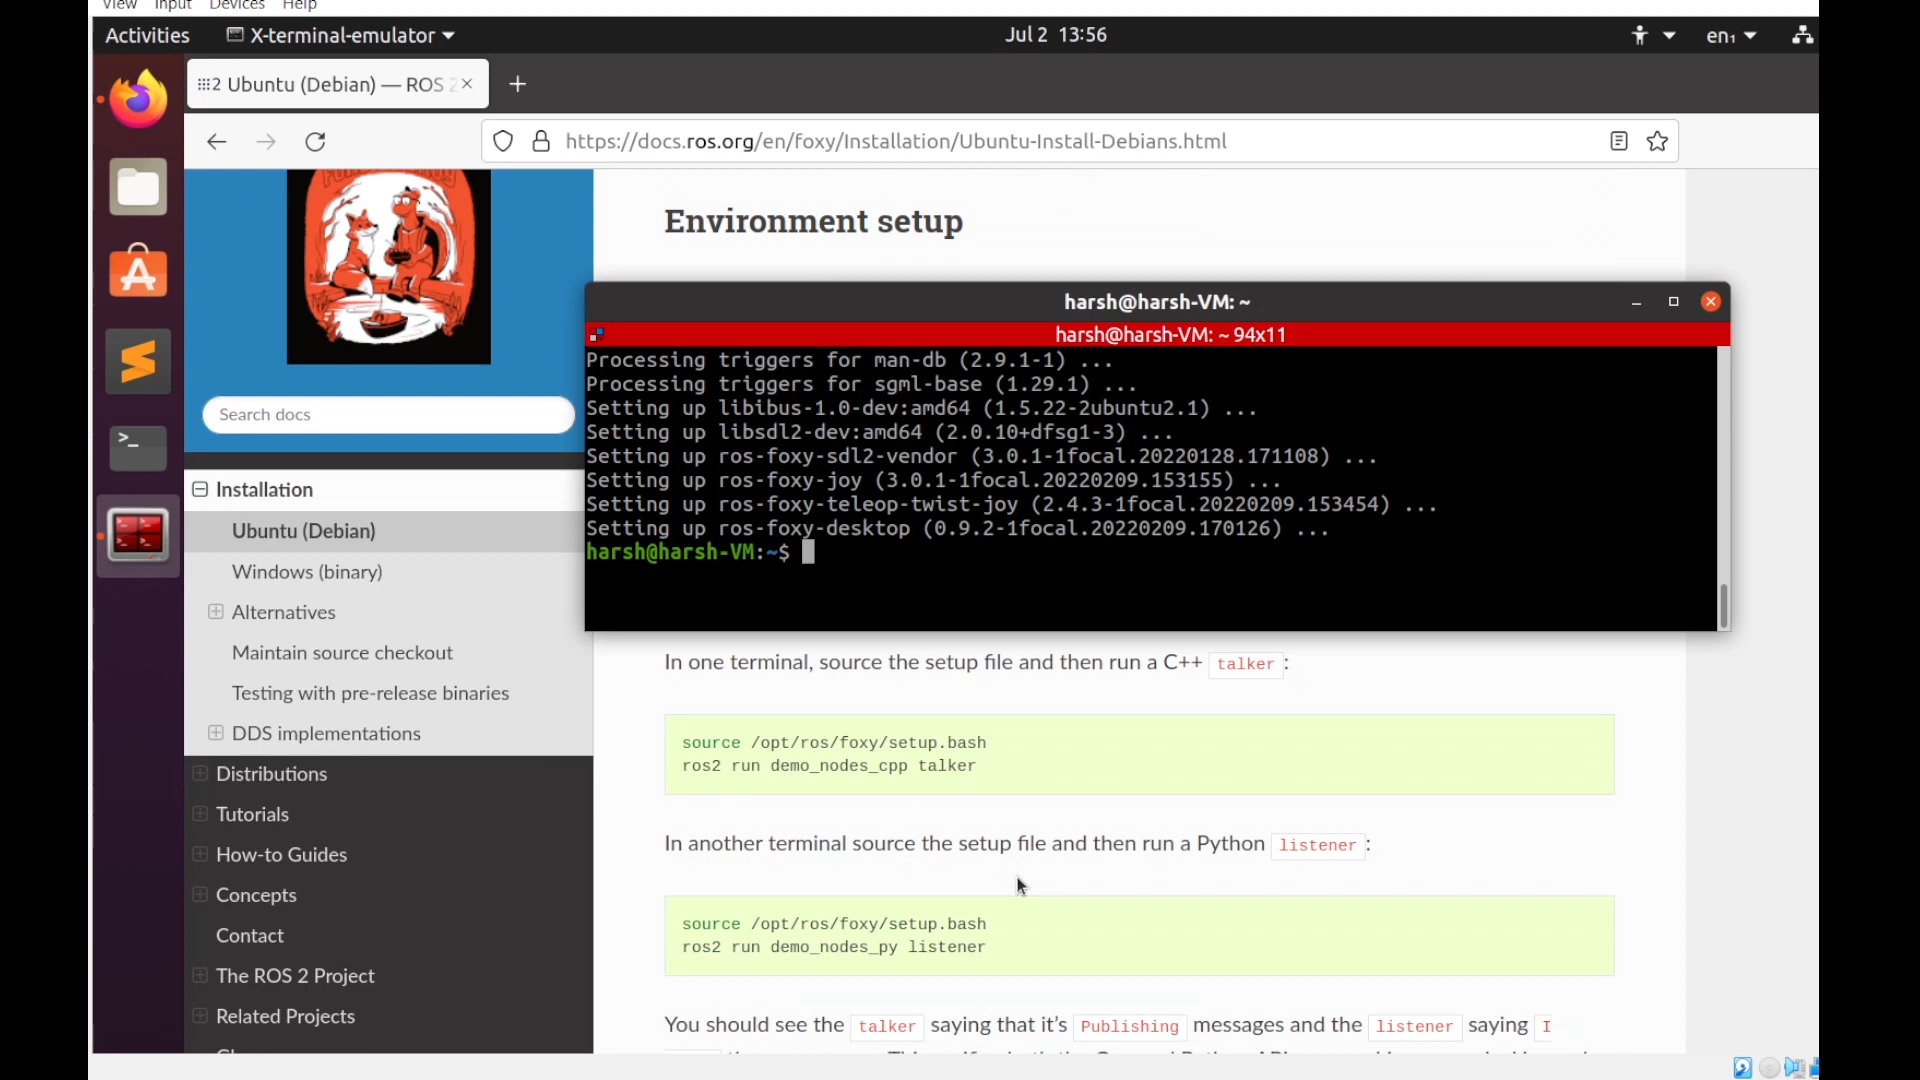 View Input Devices Help
Activities X-terminal-emulator Jul 2 13:56 en₁
Ubuntu (Debian) — ROS 2
https://docs.ros.org/en/foxy/Installation/Ubuntu-Install-Debians.html
Search docs
Installation
Ubuntu (Debian)
Windows (binary)
Alternatives
Maintain source checkout
Testing with pre-release binaries
DDS implementations
Distributions
Tutorials
How-to Guides
Concepts
Contact
The ROS 2 Project
Related Projects
Environment setup
harsh@harsh-VM: ~
harsh@harsh-VM: ~ 94x11
Processing triggers for man-db (2.9.1-1) ...
Processing triggers for sgml-base (1.29.1) ...
Setting up libibus-1.0-dev:amd64 (1.5.22-2ubuntu2.1) ...
Setting up libsdl2-dev:amd64 (2.0.10+dfsg1-3) ...
Setting up ros-foxy-sdl2-vendor (3.0.1-1focal.20220128.171108) ...
Setting up ros-foxy-joy (3.0.1-1focal.20220209.153155) ...
Setting up ros-foxy-teleop-twist-joy (2.4.3-1focal.20220209.153454) ...
Setting up ros-foxy-desktop (0.9.2-1focal.20220209.170126) ...
harsh@harsh-VM:~$
In one terminal, source the setup file and then run a C++ talker:
source /opt/ros/foxy/setup.bash
ros2 run demo_nodes_cpp talker
In another terminal source the setup file and then run a Python listener:
source /opt/ros/foxy/setup.bash
ros2 run demo_nodes_py listener
You should see the talker saying that it’s Publishing messages and the listener saying I